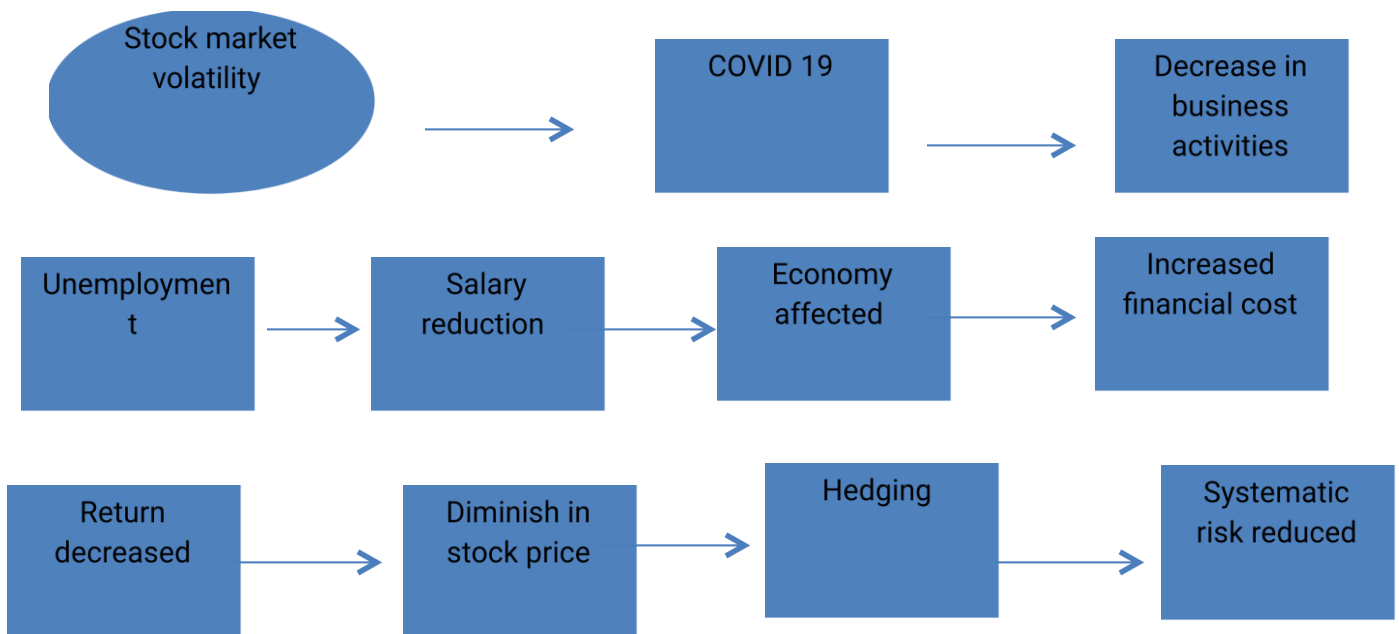 Stock market
volatility
COVID 19
Decrease in
business
activities
Unemploymen
t
Salary
reduction
Economy
affected
Increased
financial cost
Return
decreased
Diminish in
stock price
Hedging
Systematic
risk reduced